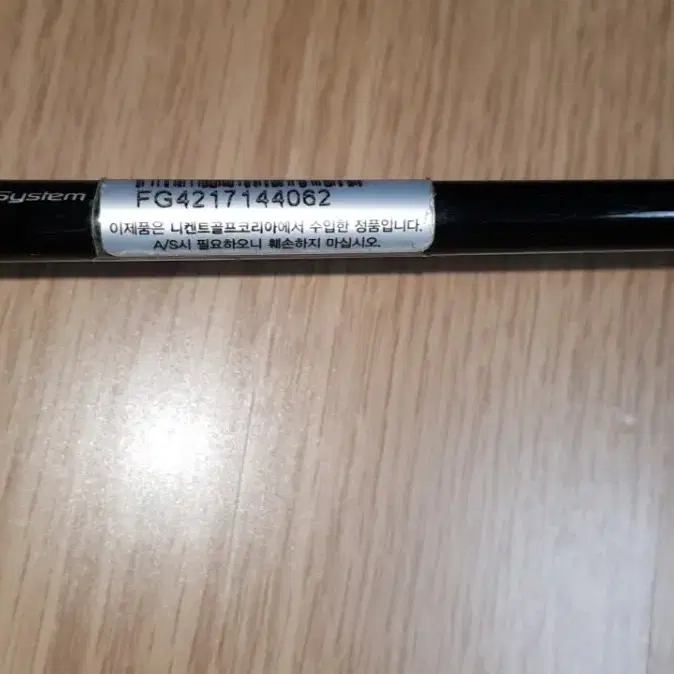 System
FG4217144062
이제품은 니켄트골프코리아에서 수입한 정품입니다.
A/S시 필요하오니 훼손하지 마십시오.